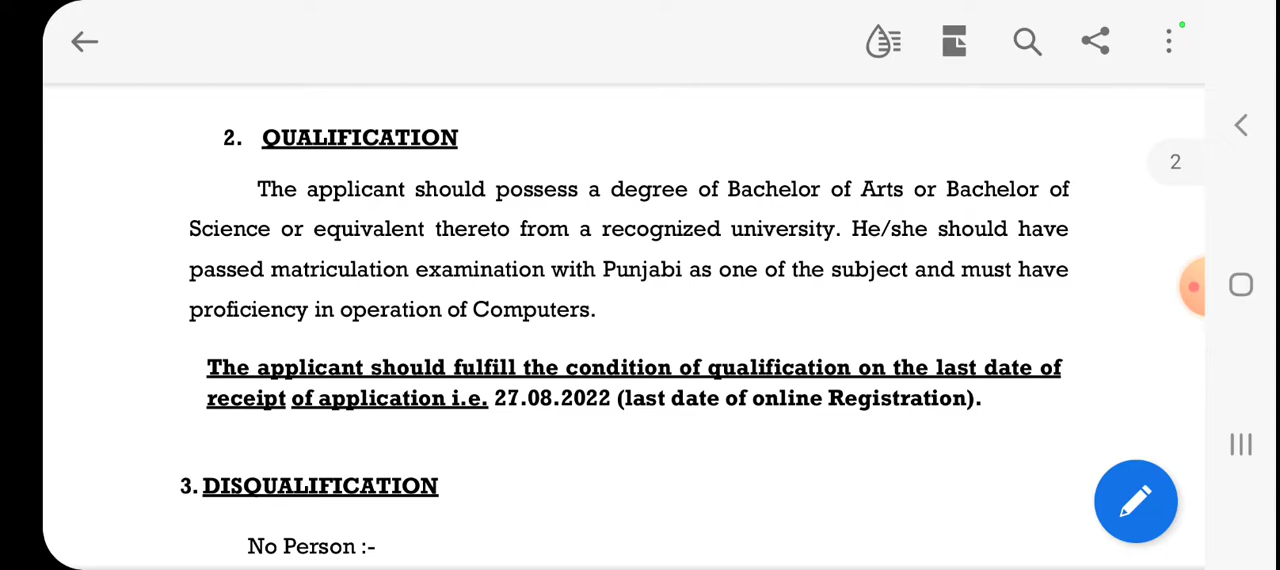 2. QUALIFICATION
2
The applicant should possess a degree of Bachelor of Arts or Bachelor of
Science or equivalent thereto from a recognized university. He/she should have
passed matriculation examination with Punjabi as one of the subject and must have
proficiency in operation of Computers.
The applicant should fulfill the condition of qualification on the last date of
receipt of application i.e. 27.08.2022 (last date of online Registration).
3. DISQUALIFICATION
No Person :-